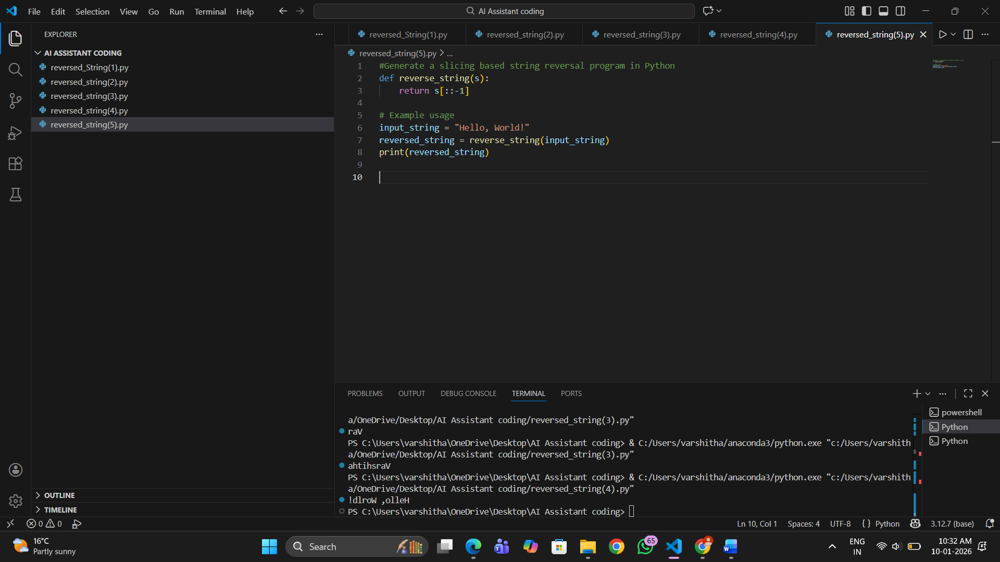 File Edit Selection View Go Run Terminal Help
AI Assistant coding
EXPLORER
AI ASSISTANT CODING
reversed_String(1).py
reversed_string(2).py
reversed_string(3).py
reversed_string(4).py
reversed_string(5).py
OUTLINE
TIMELINE
reversed_String(1).py reversed_string(2).py reversed_string(3).py reversed_string(4).py reversed_string(5).py
reversed_string(5).py > ...
1 #Generate a slicing based string reversal program in Python
2 def reverse_string(s):
3     return s[::-1]
4
5 # Example usage
6 input_string = "Hello, World!"
7 reversed_string = reverse_string(input_string)
8 print(reversed_string)
9
10
PROBLEMS OUTPUT DEBUG CONSOLE TERMINAL PORTS
a/OneDrive/Desktop/AI Assistant coding/reversed_string(3).py"
raV
PS C:\Users\varshitha\OneDrive\Desktop\AI Assistant coding> & C:/Users/varshitha/anaconda3/python.exe "c:/Users/varshith
a/OneDrive/Desktop/AI Assistant coding/reversed_string(3).py"
ahtihsraV
PS C:\Users\varshitha\OneDrive\Desktop\AI Assistant coding> & C:/Users/varshitha/anaconda3/python.exe "c:/Users/varshith
a/OneDrive/Desktop/AI Assistant coding/reversed_string(4).py"
!dlroW ,olleH
PS C:\Users\varshitha\OneDrive\Desktop\AI Assistant coding>
powershell
Python
Python
0 0 Ln 10, Col 1 Spaces: 4 UTF-8 { } Python 3.12.7 (base)
16°C
Partly sunny
Search
65
ENG
IN
10:32 AM
10-01-2026